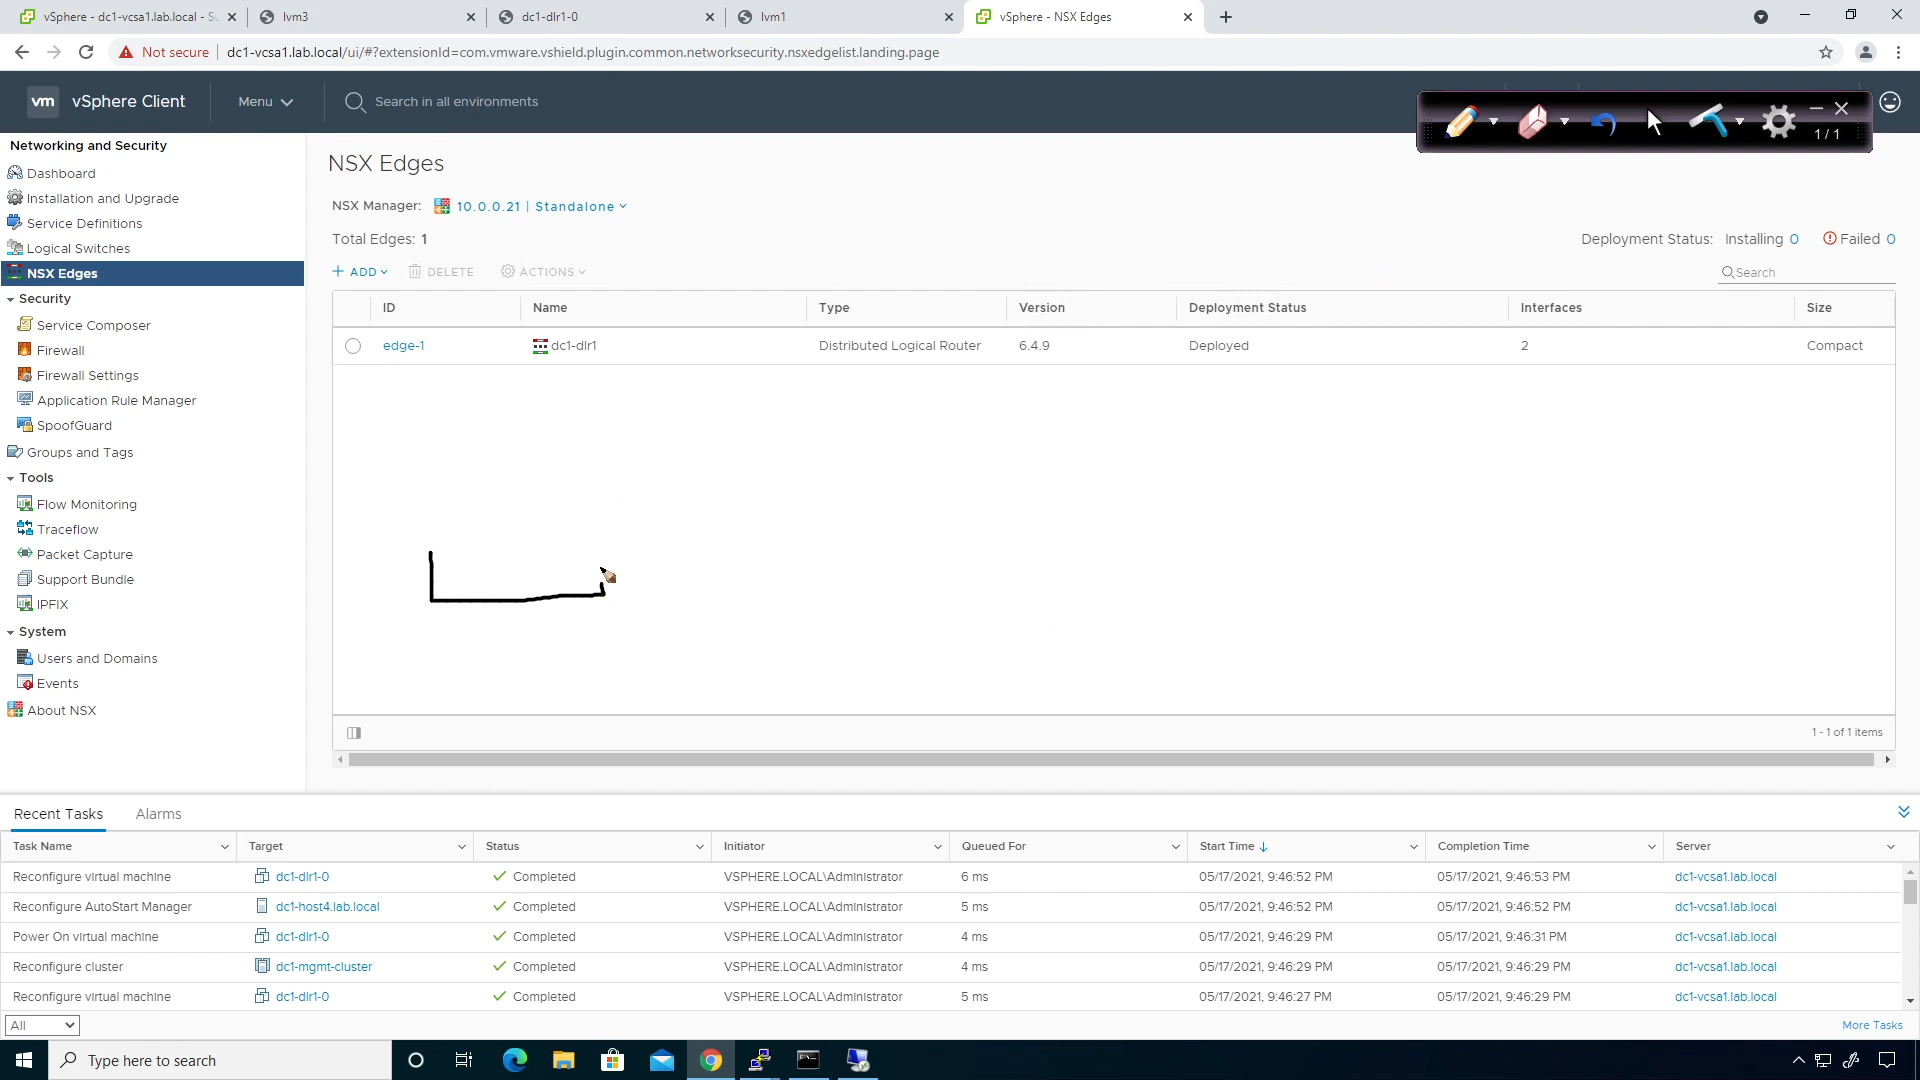 vSphere - dc1-vcsa1.lab.local - Su
lvm3
dc1-dlr1-0
lvm1
vSphere - NSX Edges
Not secure
dc1-vcsa1.lab.local/ui/#?extensionId=com.vmware.vshield.plugin.common.networksecurity.nsxedgelist.landing.page
vm
vSphere Client
Menu
Search in all environments
1 / 1
Networking and Security
Dashboard
Installation and Upgrade
Service Definitions
Logical Switches
NSX Edges
Security
Service Composer
Firewall
Firewall Settings
Application Rule Manager
SpoofGuard
Groups and Tags
Tools
Flow Monitoring
Traceflow
Packet Capture
Support Bundle
IPFIX
System
Users and Domains
Events
About NSX
NSX Edges
NSX Manager: 10.0.0.21 | Standalone
Total Edges: 1
Deployment Status: Installing 0 Failed 0
+ ADD DELETE ACTIONS
Search
ID Name Type Version Deployment Status Interfaces Size
edge-1 dc1-dlr1 Distributed Logical Router 6.4.9 Deployed 2 Compact
1 - 1 of 1 items
Recent Tasks Alarms
Task Name Target Status Initiator Queued For Start Time Completion Time Server
Reconfigure virtual machine dc1-dlr1-0 Completed VSPHERE.LOCAL\Administrator 6 ms 05/17/2021, 9:46:52 PM 05/17/2021, 9:46:53 PM dc1-vcsa1.lab.local
Reconfigure AutoStart Manager dc1-host4.lab.local Completed VSPHERE.LOCAL\Administrator 5 ms 05/17/2021, 9:46:52 PM 05/17/2021, 9:46:52 PM dc1-vcsa1.lab.local
Power On virtual machine dc1-dlr1-0 Completed VSPHERE.LOCAL\Administrator 4 ms 05/17/2021, 9:46:29 PM 05/17/2021, 9:46:31 PM dc1-vcsa1.lab.local
Reconfigure cluster dc1-mgmt-cluster Completed VSPHERE.LOCAL\Administrator 4 ms 05/17/2021, 9:46:29 PM 05/17/2021, 9:46:29 PM dc1-vcsa1.lab.local
Reconfigure virtual machine dc1-dlr1-0 Completed VSPHERE.LOCAL\Administrator 5 ms 05/17/2021, 9:46:27 PM 05/17/2021, 9:46:29 PM dc1-vcsa1.lab.local
All
More Tasks
Type here to search